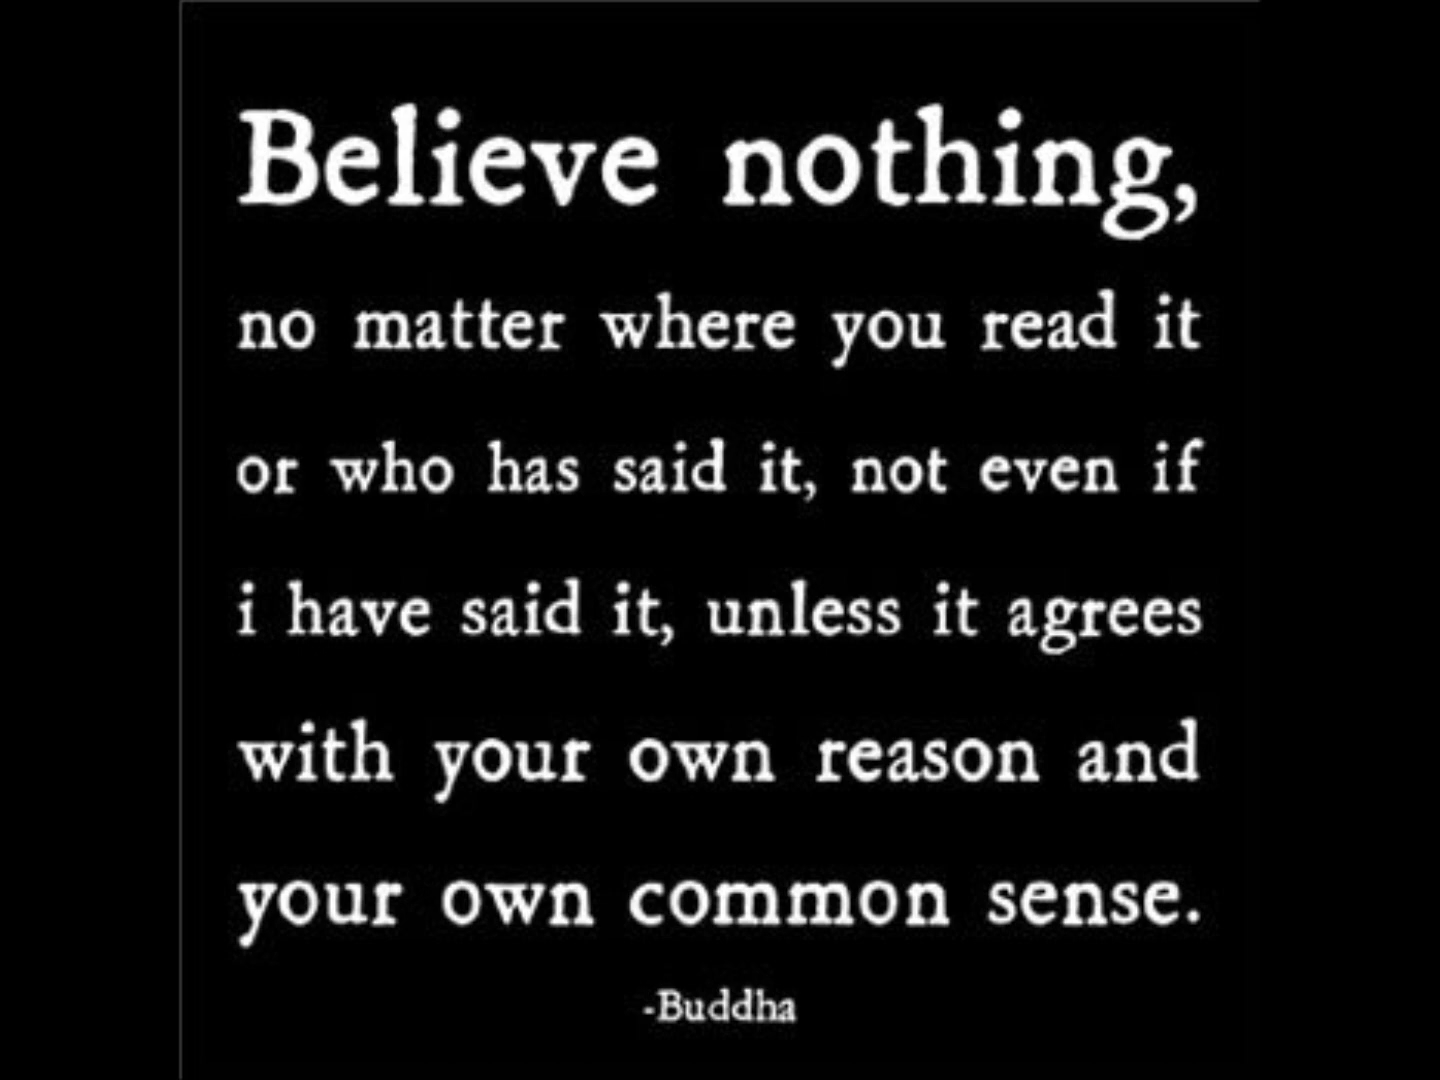 Believe nothing,
no matter where you read it
or who has said it, not even if
i have said it, unless it agrees
with your own reason and
your own common sense.
-Buddha